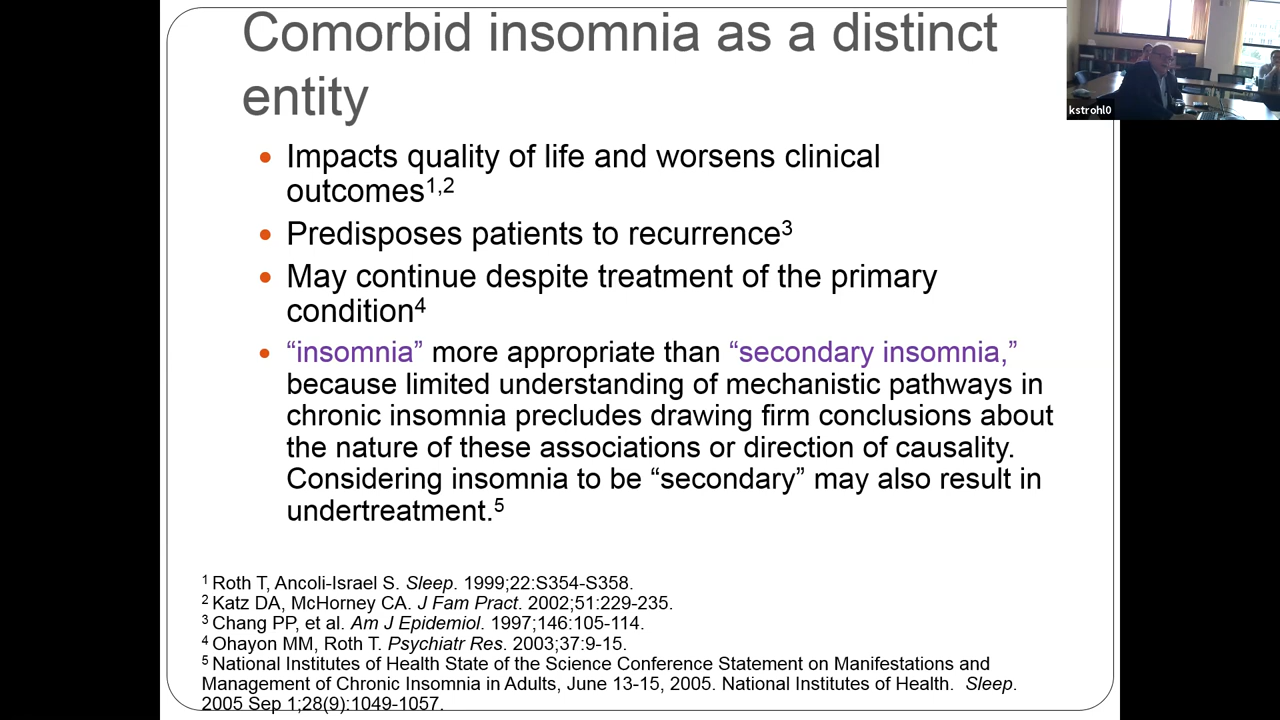 Comorbid insomnia as a distinct
entity
• Impacts quality of life and worsens clinical
outcomes1,2
• Predisposes patients to recurrence3
• May continue despite treatment of the primary
condition4
• “insomnia” more appropriate than “secondary insomnia,”
because limited understanding of mechanistic pathways in
chronic insomnia precludes drawing firm conclusions about
the nature of these associations or direction of causality.
Considering insomnia to be “secondary” may also result in
undertreatment.5
1 Roth T, Ancoli-Israel S. Sleep. 1999;22:S354-S358.
2 Katz DA, McHorney CA. J Fam Pract. 2002;51:229-235.
3 Chang PP, et al. Am J Epidemiol. 1997;146:105-114.
4 Ohayon MM, Roth T. Psychiatr Res. 2003;37:9-15.
5 National Institutes of Health State of the Science Conference Statement on Manifestations and
Management of Chronic Insomnia in Adults, June 13-15, 2005. National Institutes of Health. Sleep.
2005 Sep 1;28(9):1049-1057.
kstrohl0